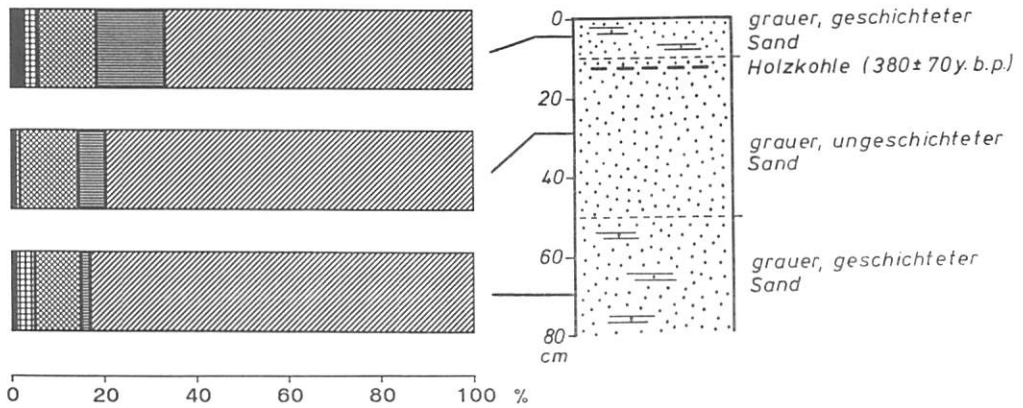 0
grauer, geschichteter
Sand
Holzkohle (380±70y. b.p.)
20
grauer, ungeschichteter
Sand
40
60
grauer, geschichteter
Sand
80
cm
0 20 40 60 80 100 %